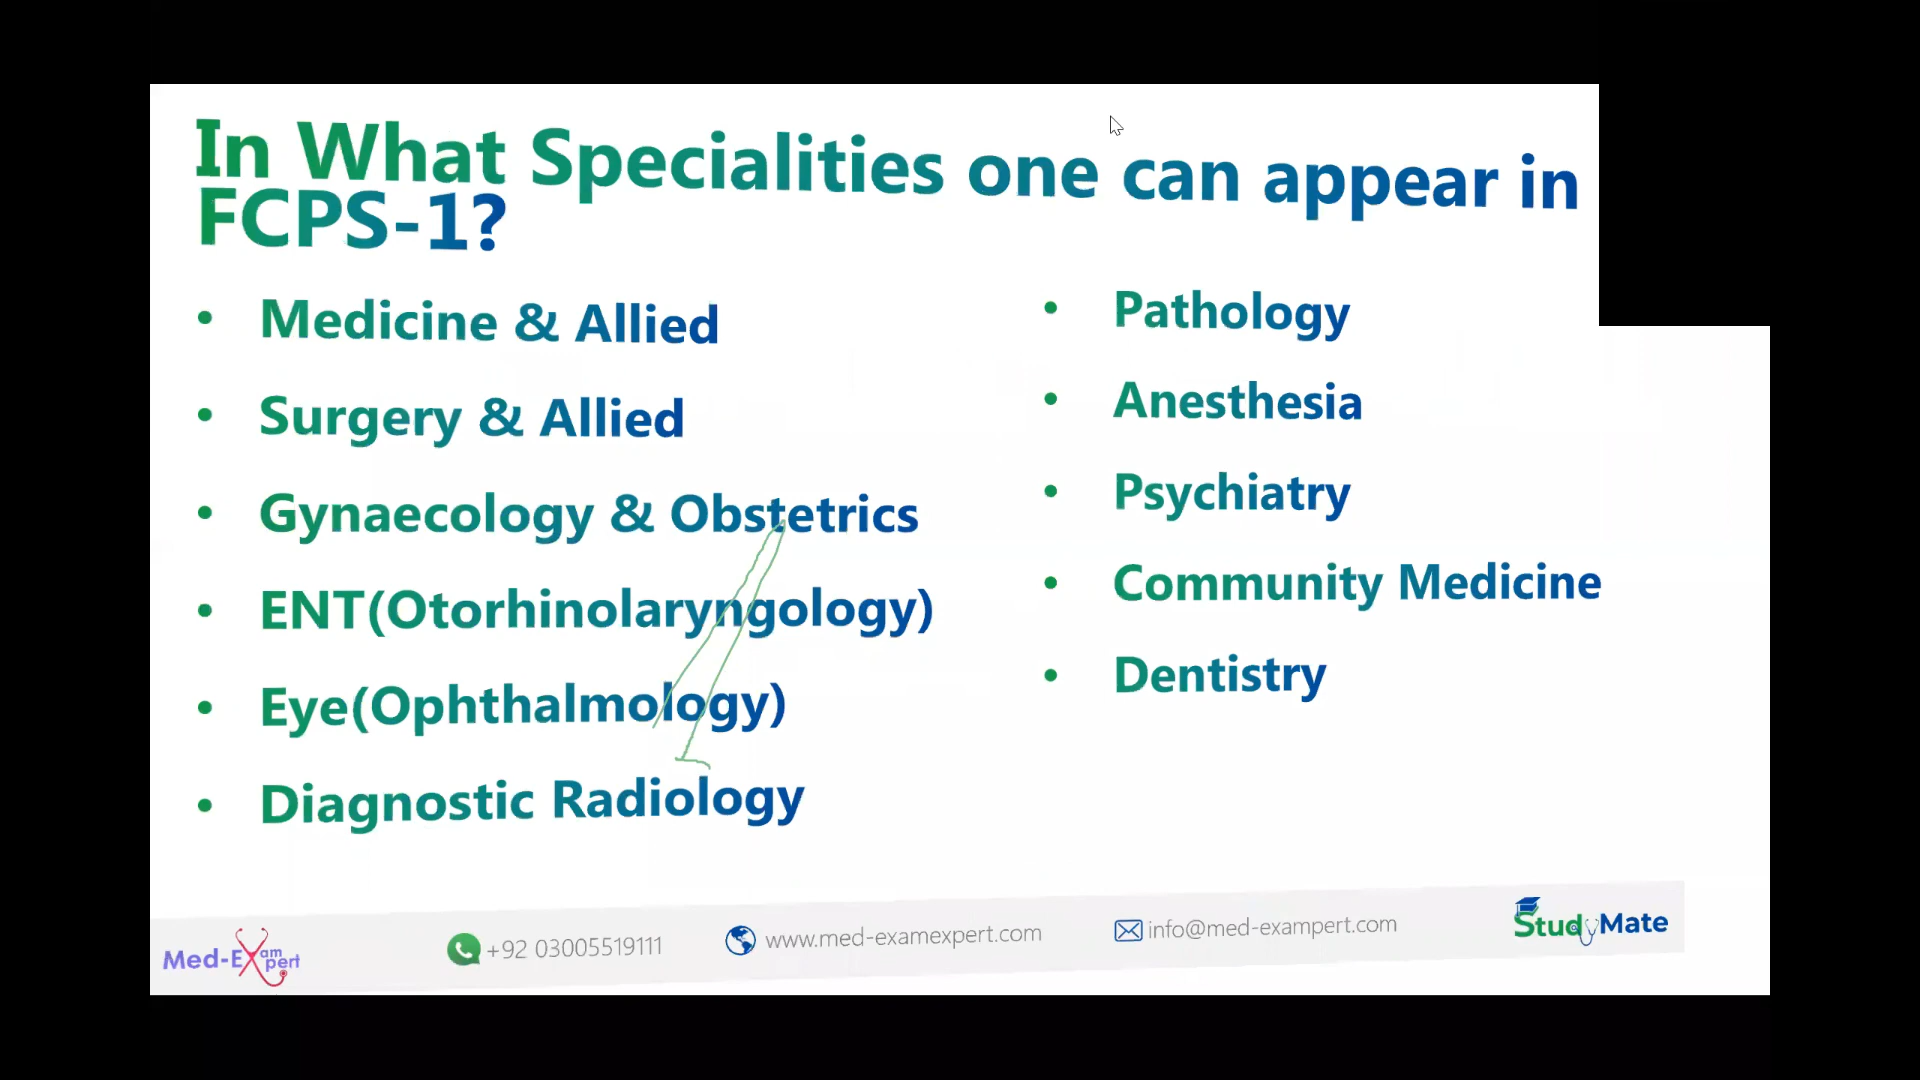 In What Specialities one can appear in
FCPS-1?
• Medicine & Allied
• Surgery & Allied
• Gynaecology & Obstetrics
• ENT(Otorhinolaryngology)
• Eye(Ophthalmology)
• Diagnostic Radiology
• Pathology
• Anesthesia
• Psychiatry
• Community Medicine
• Dentistry
Med-Exam
pert
+92 03005519111
www.med-examexpert.com
info@med-exampert.com
StudyMate